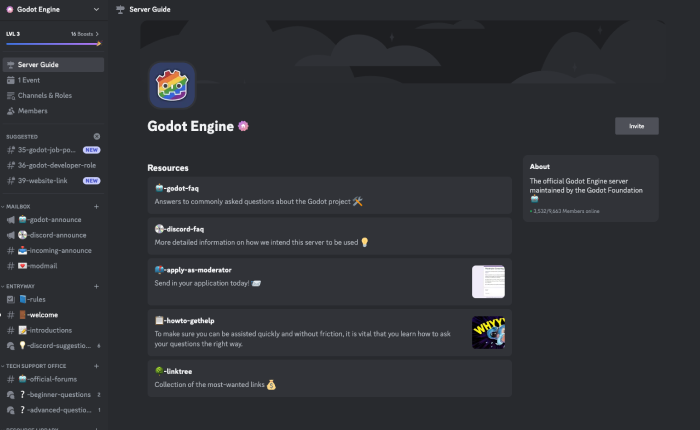 Godot Engine
Server Guide
LVL 3
16 Boosts
Server Guide
1 Event
Channels & Roles
Members
SUGGESTED
35-godot-job-po... NEW
36-godot-developer-role
39-website-link NEW
MAILBOX
-godot-announce
-discord-announce
-incoming-announce
-modmail
ENTRYWAY
-rules
-welcome
-introductions
-discord-suggestio...
TECH SUPPORT OFFICE
-official-forums
-beginner-questions 2
-advanced-questio... 1
Godot Engine
Invite
Resources
-godot-faq
Answers to commonly asked questions about the Godot project
-discord-faq
More detailed information on how we intend this server to be used
-apply-as-moderator
Send in your application today!
-howto-gethelp
To make sure you can be assisted quickly and without friction, it is vital that you learn how to ask
your questions the right way.
WHYY
-linktree
Collection of the most-wanted links
About
The official Godot Engine server
maintained by the Godot Foundation
3,532/9,663 Members online